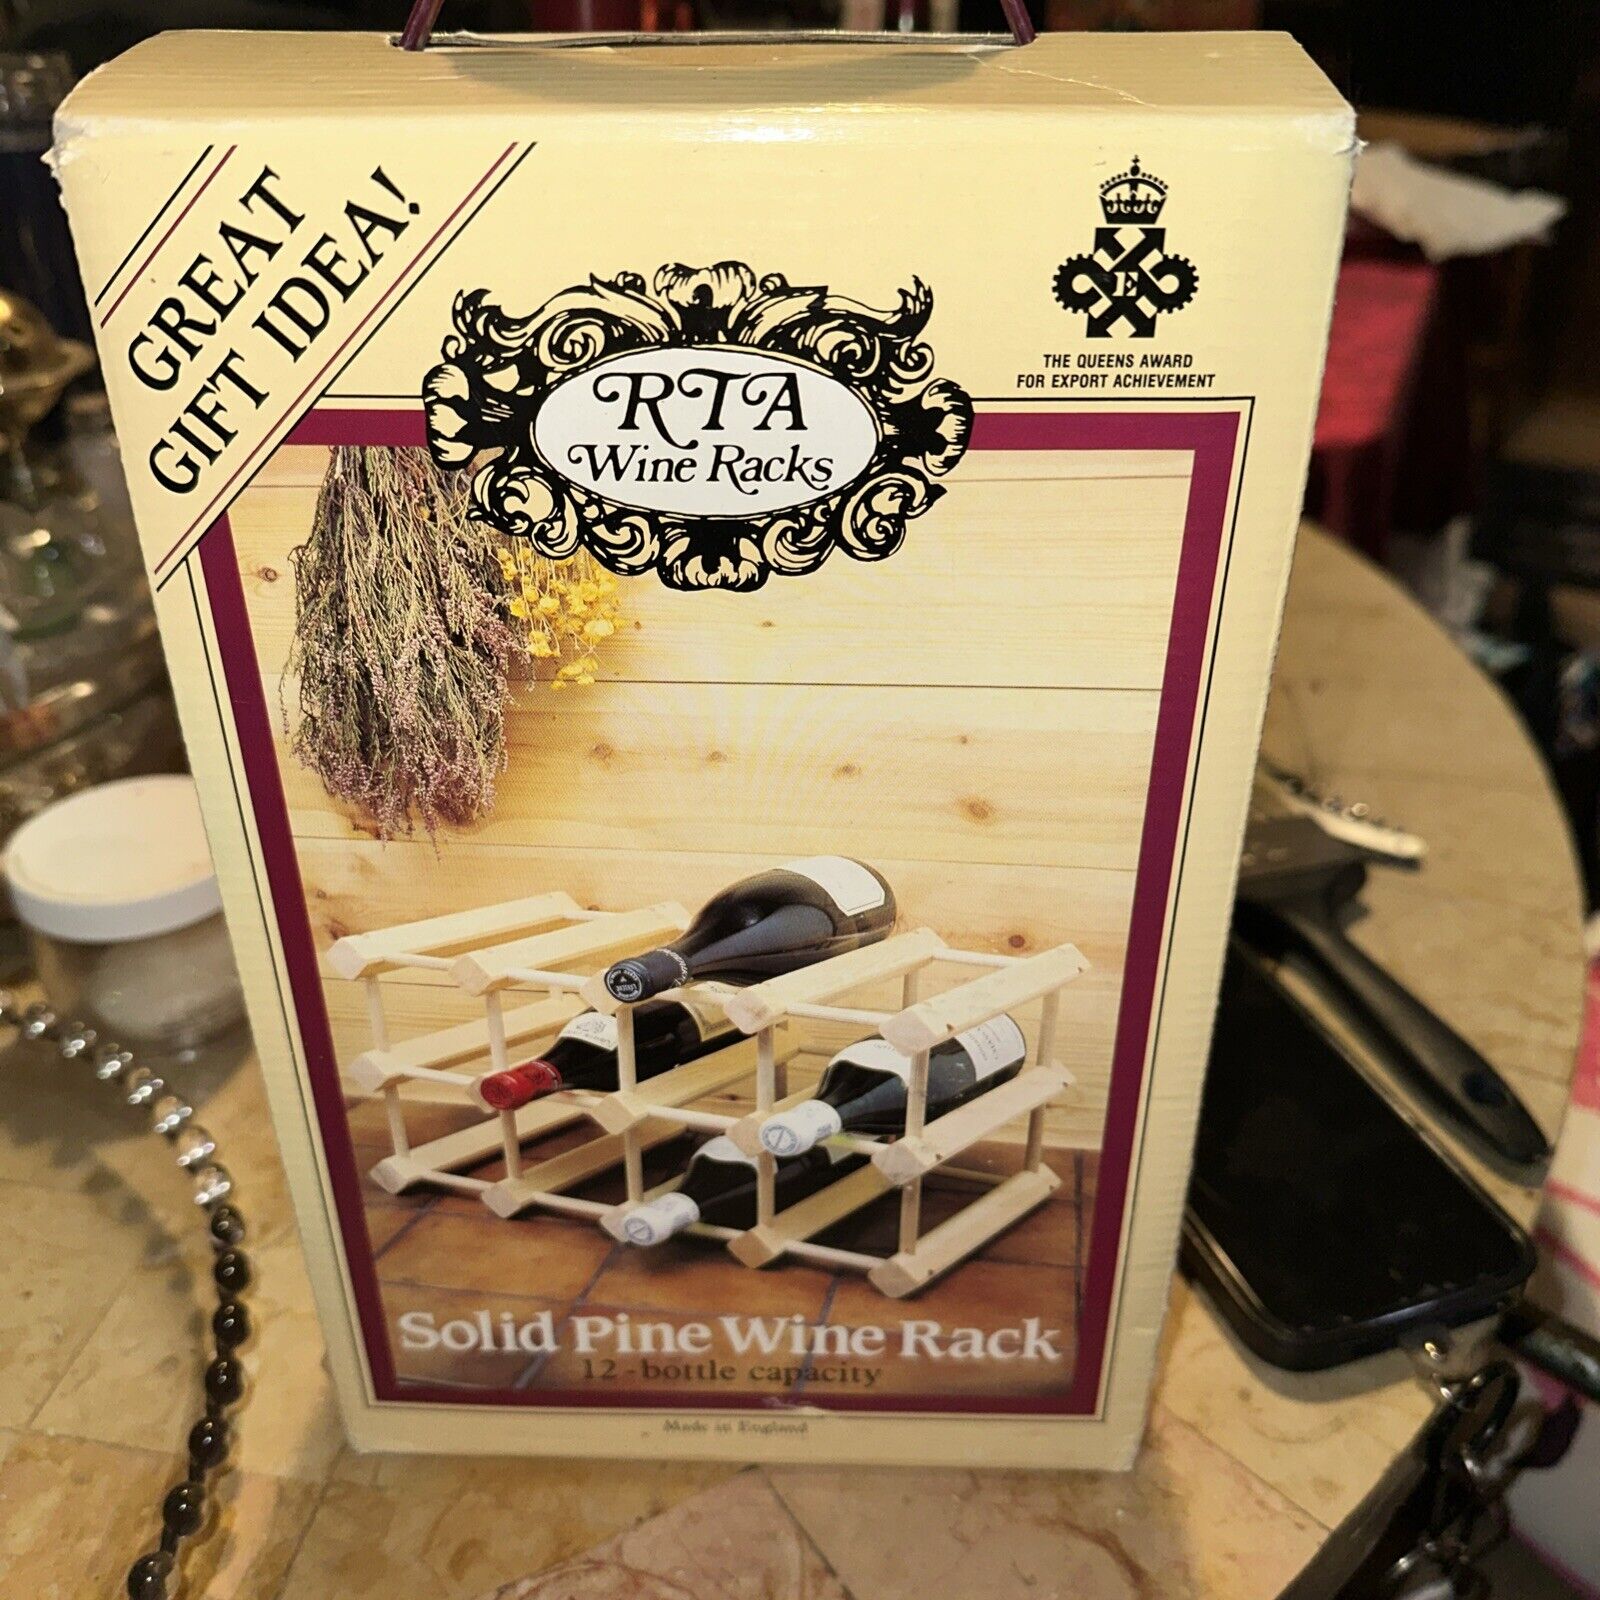 GREAT
GIFT IDEA!
THE QUEENS AWARD
FOR EXPORT ACHIEVEMENT
E
RTA
Wine Racks
Solid Pine Wine Rack
12-bottle capacity
Made in England